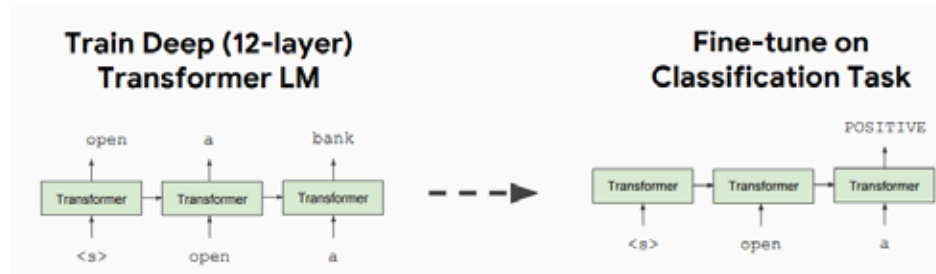 Train Deep (12-layer)
Transformer LM
open a bank
Transformer Transformer Transformer
<s> open a
Fine-tune on
Classification Task
POSITIVE
Transformer Transformer Transformer
<s> open a